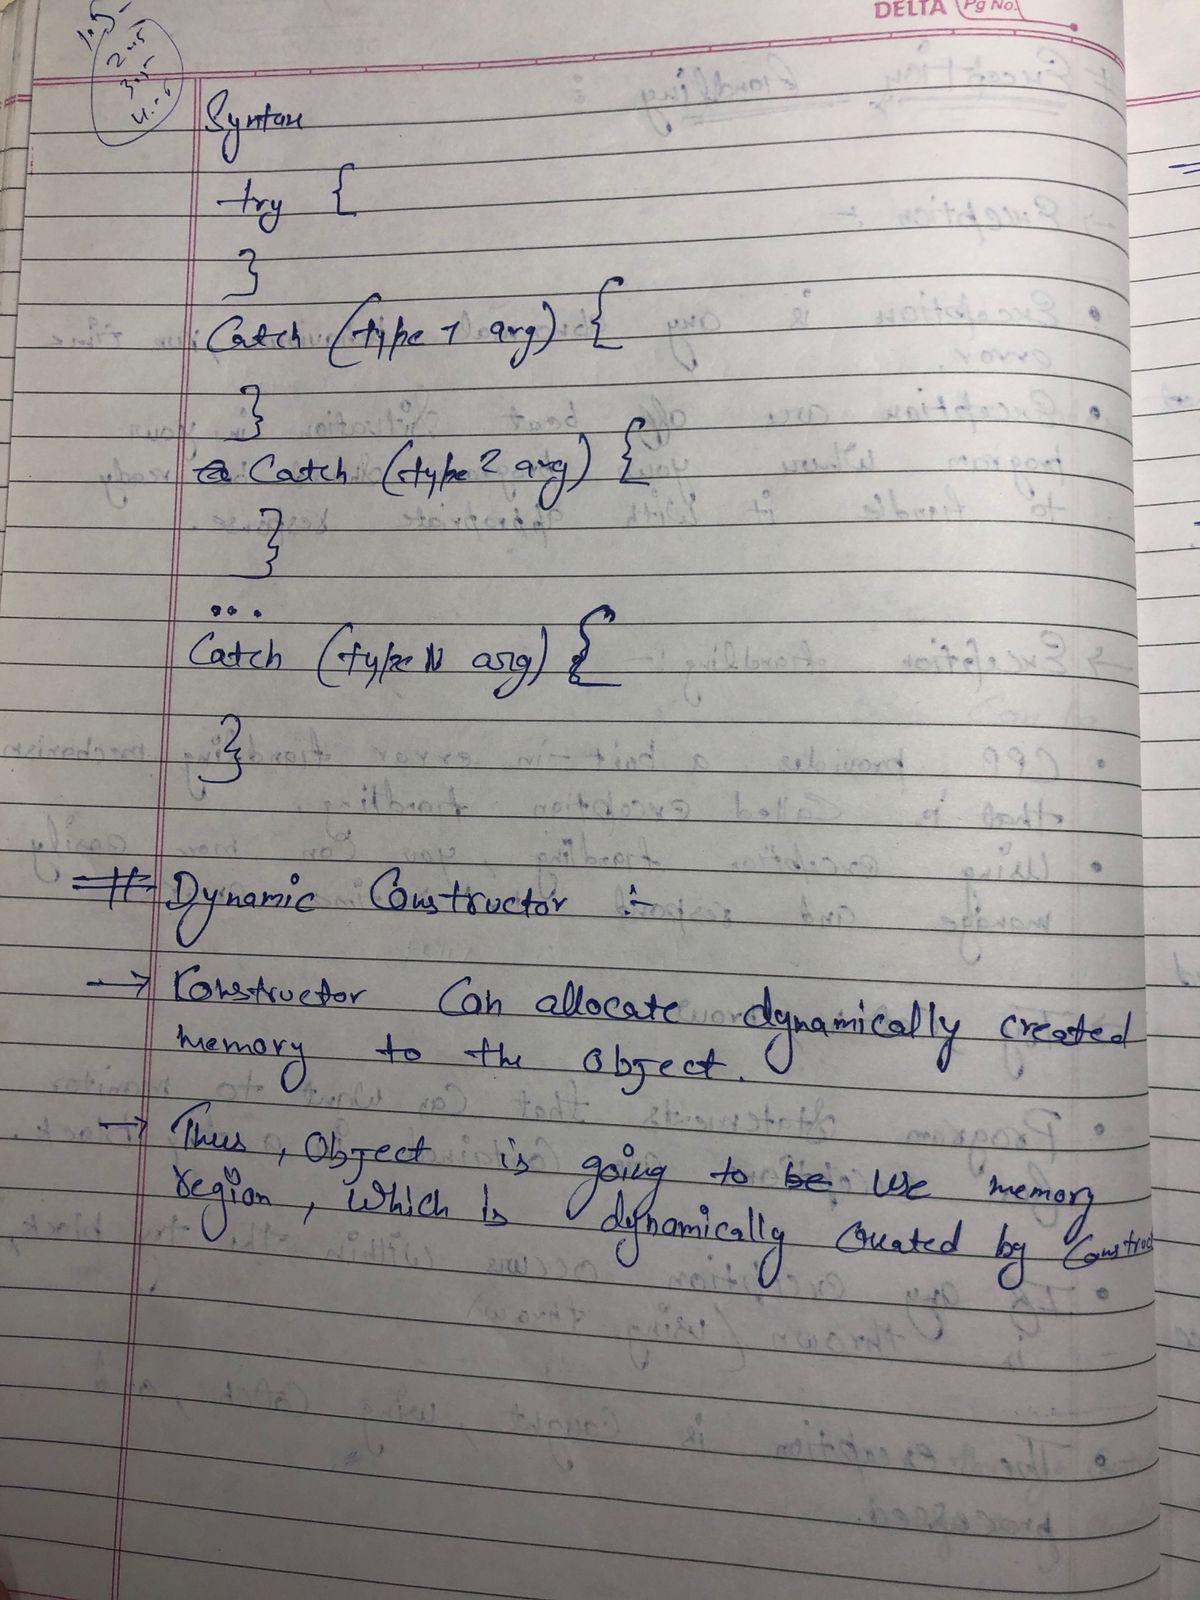 DELTA Pg No.
Syntax
try {
}
Catch (type 1 arg) {
}
Catch (type 2 arg) {
}
...
Catch (type N arg) {
}
# Dynamic Constructor :-
→ Constructor Can allocate dynamically created
memory to the Object.
→ Thus, Object is going to be use memory
region, which is dynamically created by Construct